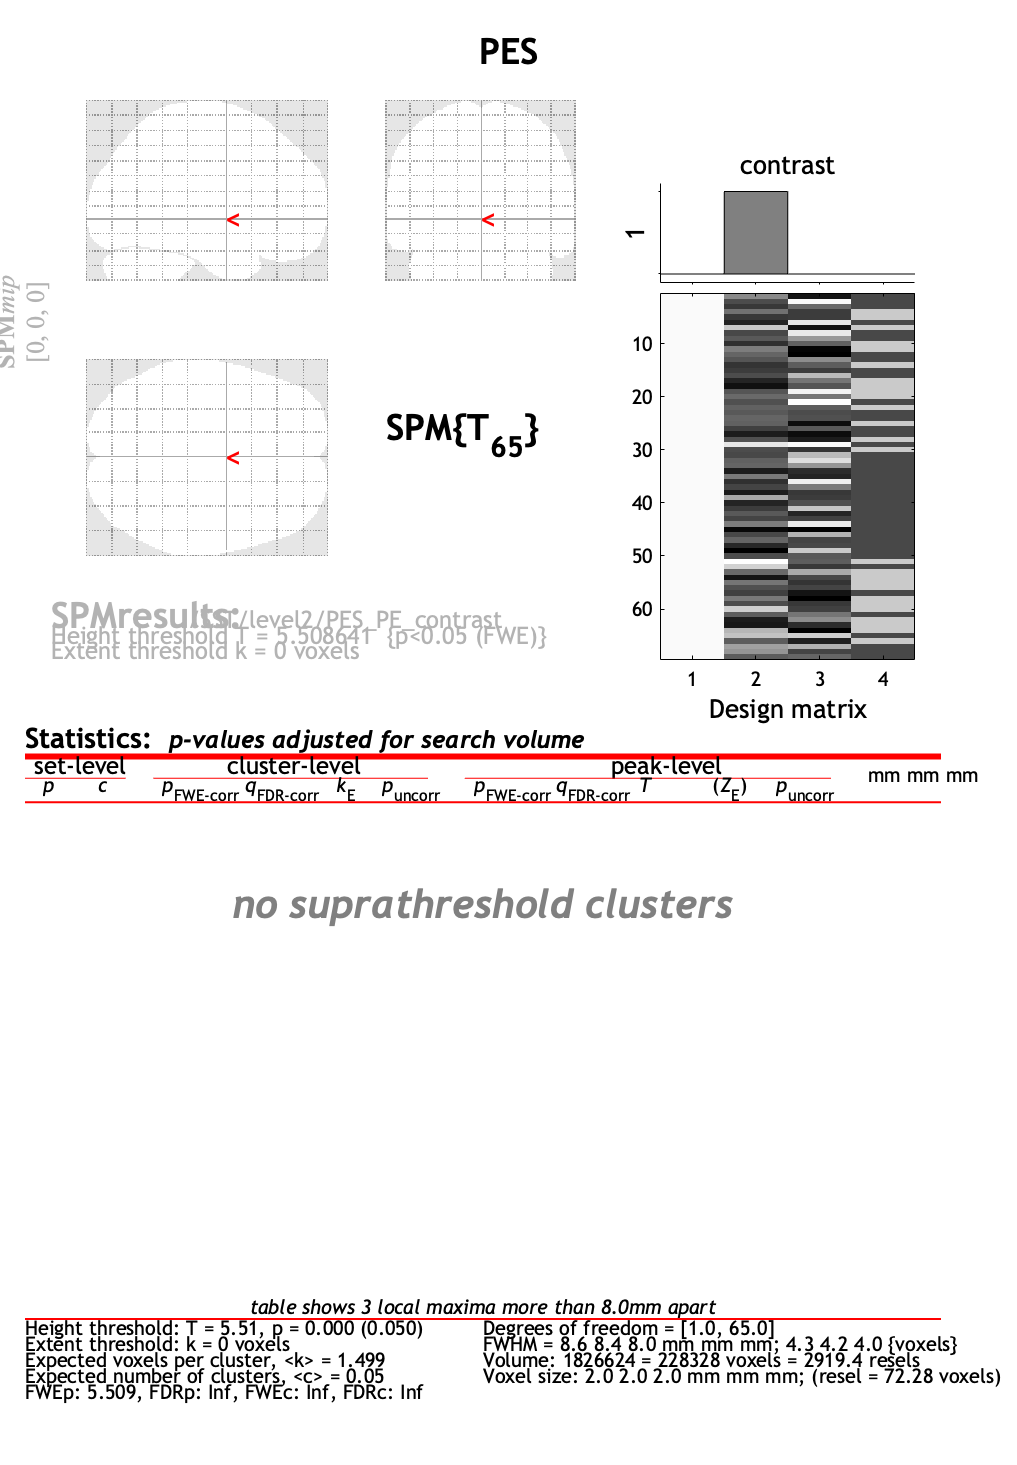 PES
contrast
1
<
<
SPMmip
[0, 0, 0]
<
SPM{T65}
10
20
30
40
50
60
1 2 3 4
Design matrix
SPMresults: /level2/PES_PE_contrast
Height threshold T = 5.508641 {p<0.05 (FWE)}
Extent threshold k = 0 voxels
Statistics: p-values adjusted for search volume
set-level cluster-level peak-level mm mm mm
p c pFWE-corr qFDR-corr kE puncorr pFWE-corr qFDR-corr T (ZE) puncorr
no suprathreshold clusters
table shows 3 local maxima more than 8.0mm apart
Height threshold: T = 5.51, p = 0.000 (0.050)
Extent threshold: k = 0 voxels
Expected voxels per cluster, <k> = 1.499
Expected number of clusters, <c> = 0.05
FWEp: 5.509, FDRp: Inf, FWEc: Inf, FDRc: Inf
Degrees of freedom = [1.0, 65.0]
FWHM = 8.6 8.4 8.0 mm mm mm; 4.3 4.2 4.0 {voxels}
Volume: 1826624 = 228328 voxels = 2919.4 resels
Voxel size: 2.0 2.0 2.0 mm mm mm; (resel = 72.28 voxels)